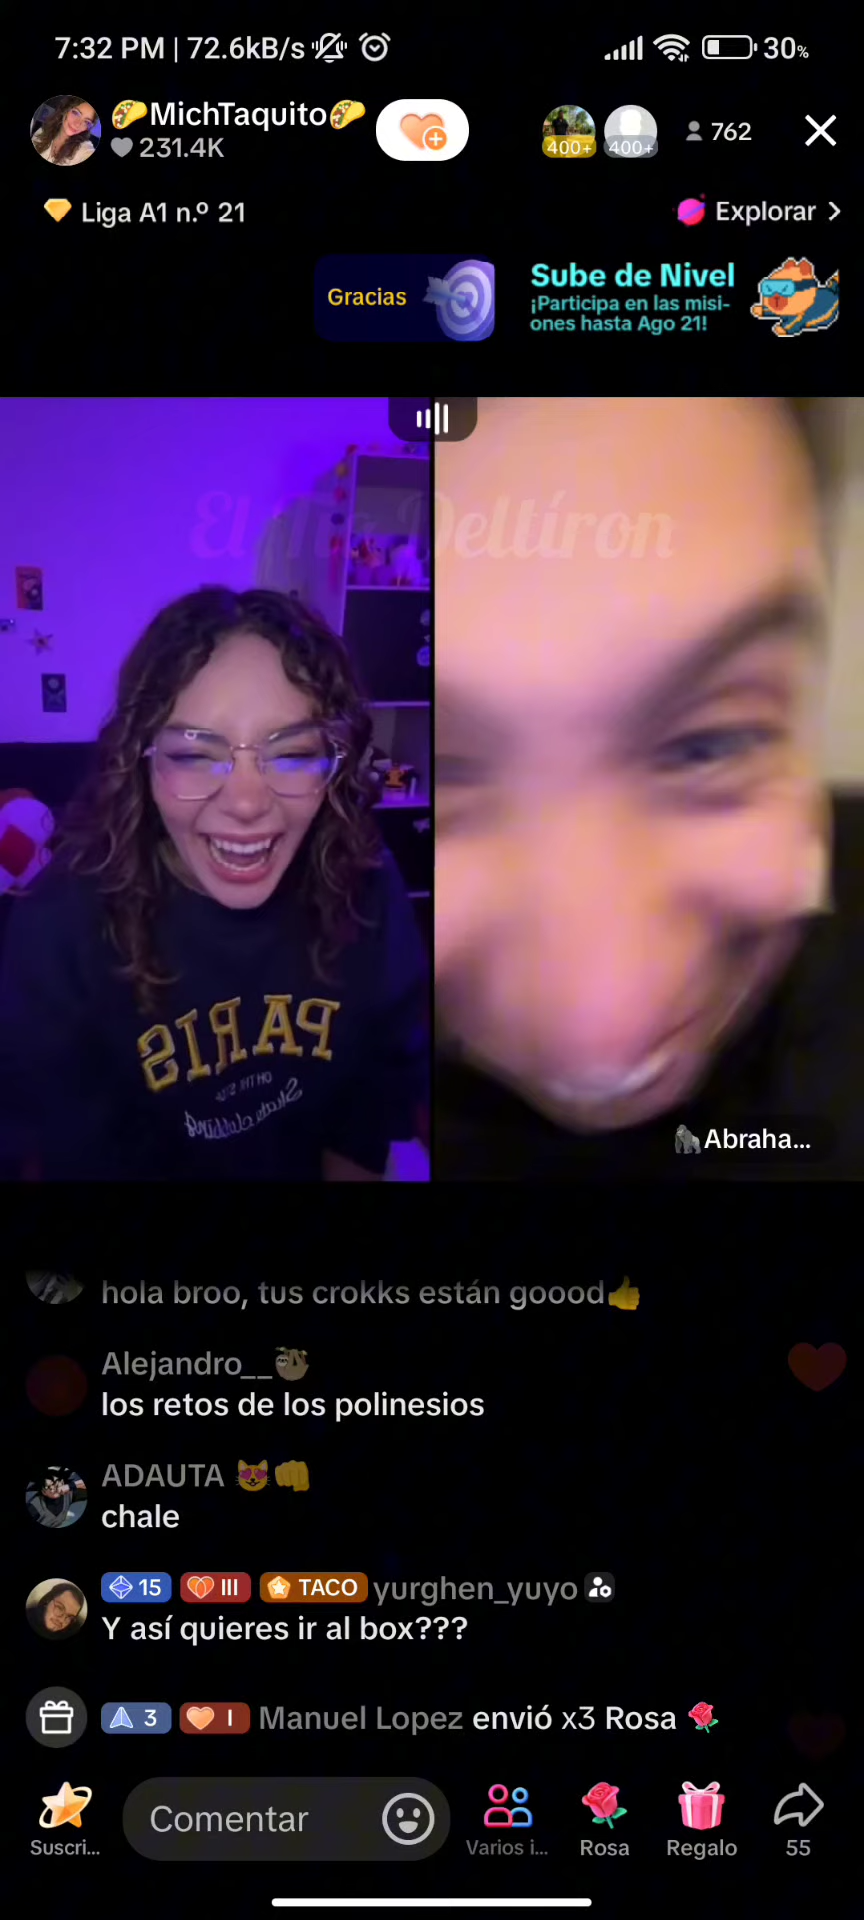 7:32 PM | 72.6kB/s 30%
🌮MichTaquito🌮
231.4K
400+ 400+ 762
Liga A1 n.º 21
Explorar >
Gracias
Sube de Nivel
¡Participa en las misi-
ones hasta Ago 21!
El Tio Deltíron
PARIS
🦍Abraha...
hola broo, tus crokks están goood👍
Alejandro__🦥
los retos de los polinesios
ADAUTA 😻👊
chale
15 III TACO yurghen_yuyo
Y así quieres ir al box???
3 I Manuel Lopez envió x3 Rosa 🌹
Comentar
Suscri... Varios i... Rosa Regalo 55